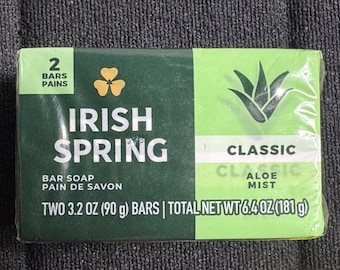 2
BARS
PAINS
IRISH
SPRING
BAR SOAP
PAIN DE SAVON
CLASSIC
CLASSIC
ALOE
MIST
TWO 3.2 OZ (90 g) BARS | TOTAL NET WT 6.4 OZ (181 g)